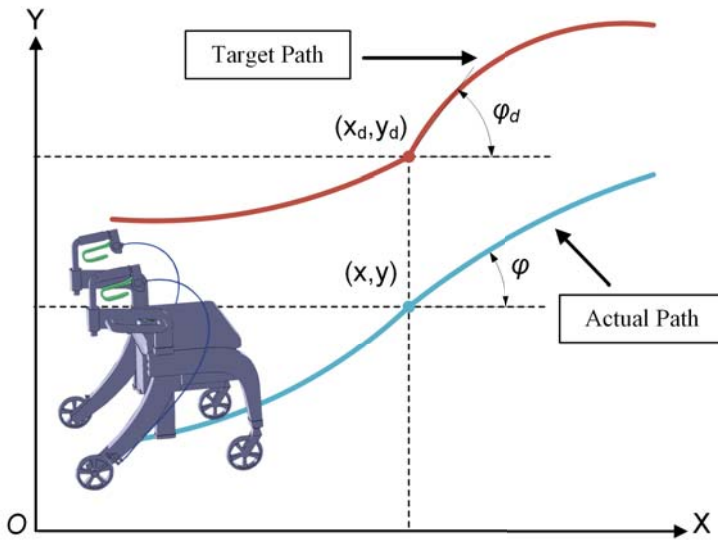 Y
Target Path
φd
(xd,yd)
(x,y)
φ
Actual Path
O
X